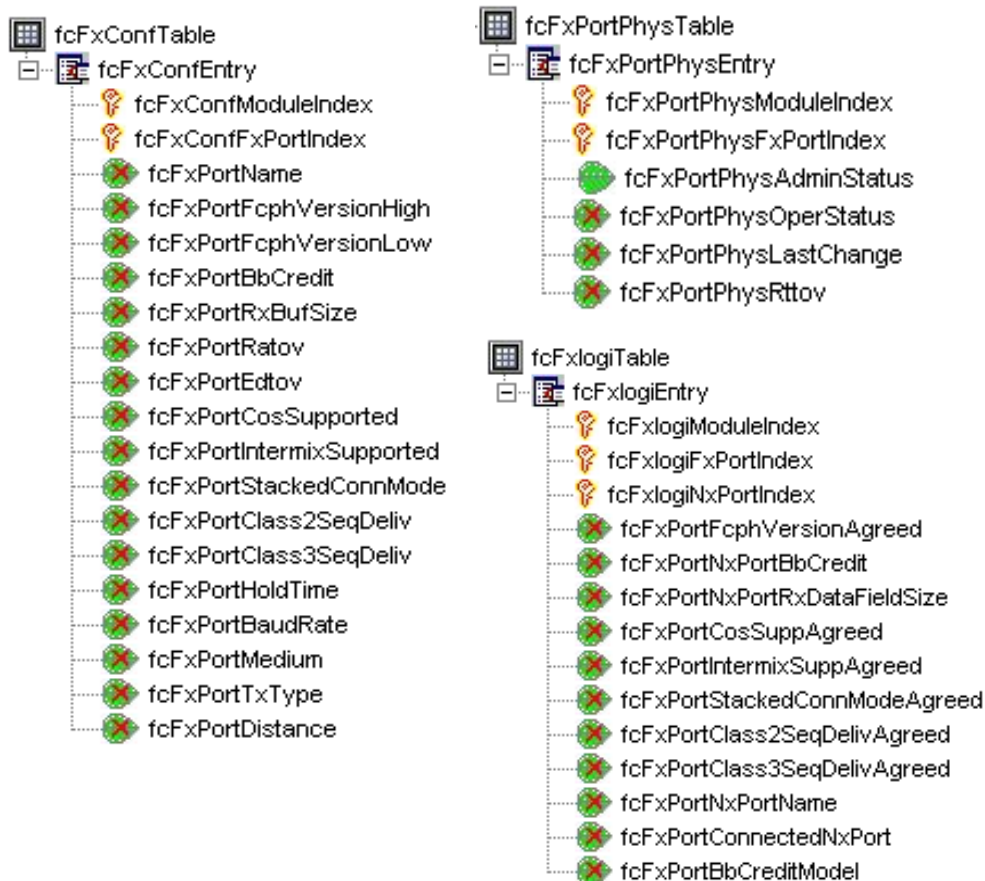 fcFxConfTable
fcFxConfEntry
fcFxConfModuleIndex
fcFxConfFxPortIndex
fcFxPortName
fcFxPortFcphVersionHigh
fcFxPortFcphVersionLow
fcFxPortBbCredit
fcFxPortRxBufSize
fcFxPortRatov
fcFxPortEdtov
fcFxPortCosSupported
fcFxPortIntermixSupported
fcFxPortStackedConnMode
fcFxPortClass2SeqDeliv
fcFxPortClass3SeqDeliv
fcFxPortHoldTime
fcFxPortBaudRate
fcFxPortMedium
fcFxPortTxType
fcFxPortDistance
fcFxPortPhysTable
fcFxPortPhysEntry
fcFxPortPhysModuleIndex
fcFxPortPhysFxPortIndex
fcFxPortPhysAdminStatus
fcFxPortPhysOperStatus
fcFxPortPhysLastChange
fcFxPortPhysRttov
fcFxlogiTable
fcFxlogiEntry
fcFxlogiModuleIndex
fcFxlogiFxPortIndex
fcFxlogiNxPortIndex
fcFxPortFcphVersionAgreed
fcFxPortNxPortBbCredit
fcFxPortNxPortRxDataFieldSize
fcFxPortCosSuppAgreed
fcFxPortIntermixSuppAgreed
fcFxPortStackedConnModeAgreed
fcFxPortClass2SeqDelivAgreed
fcFxPortClass3SeqDelivAgreed
fcFxPortNxPortName
fcFxPortConnectedNxPort
fcFxPortBbCreditModel